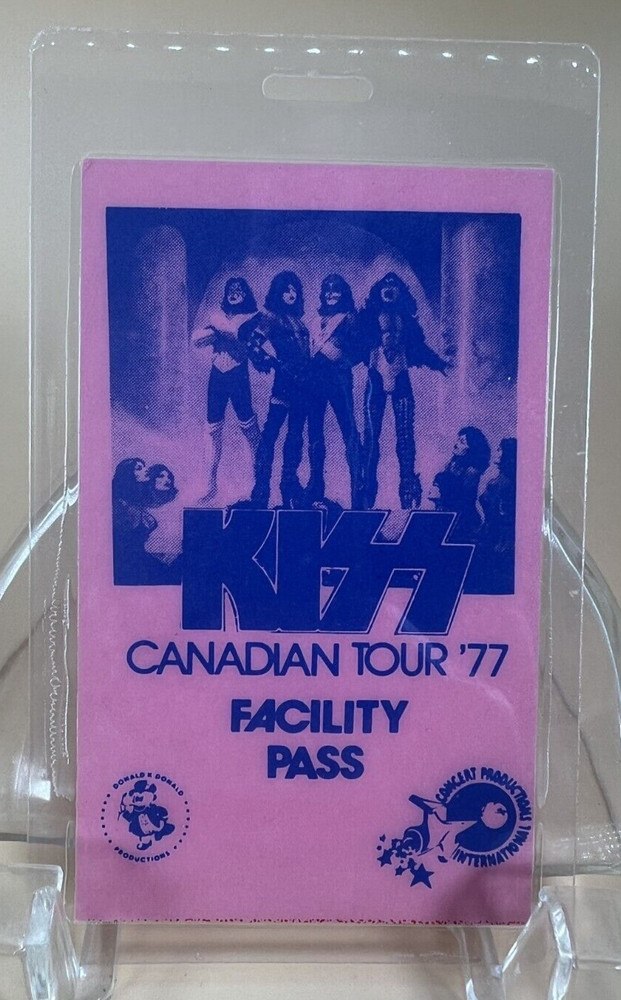 KISS
CANADIAN TOUR '77
FACILITY
PASS
DONALD K DONALD
PRODUCTIONS
CONCERT PRODUCTIONS
INTERNATIONAL